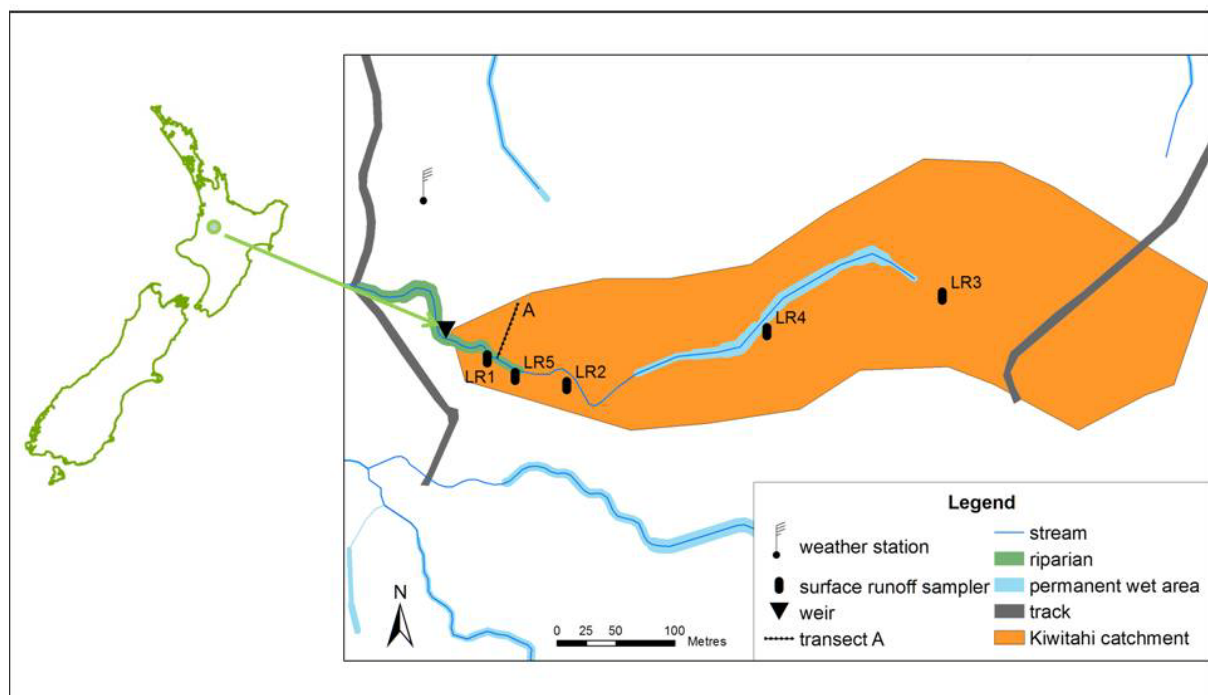 LR3
A
LR4
LR5
LR1
LR2
Legend
weather station
stream
riparian
surface runoff sampler
permanent wet area
weir
track
transect A
Kiwitahi catchment
N
0 25 50 100
Metres